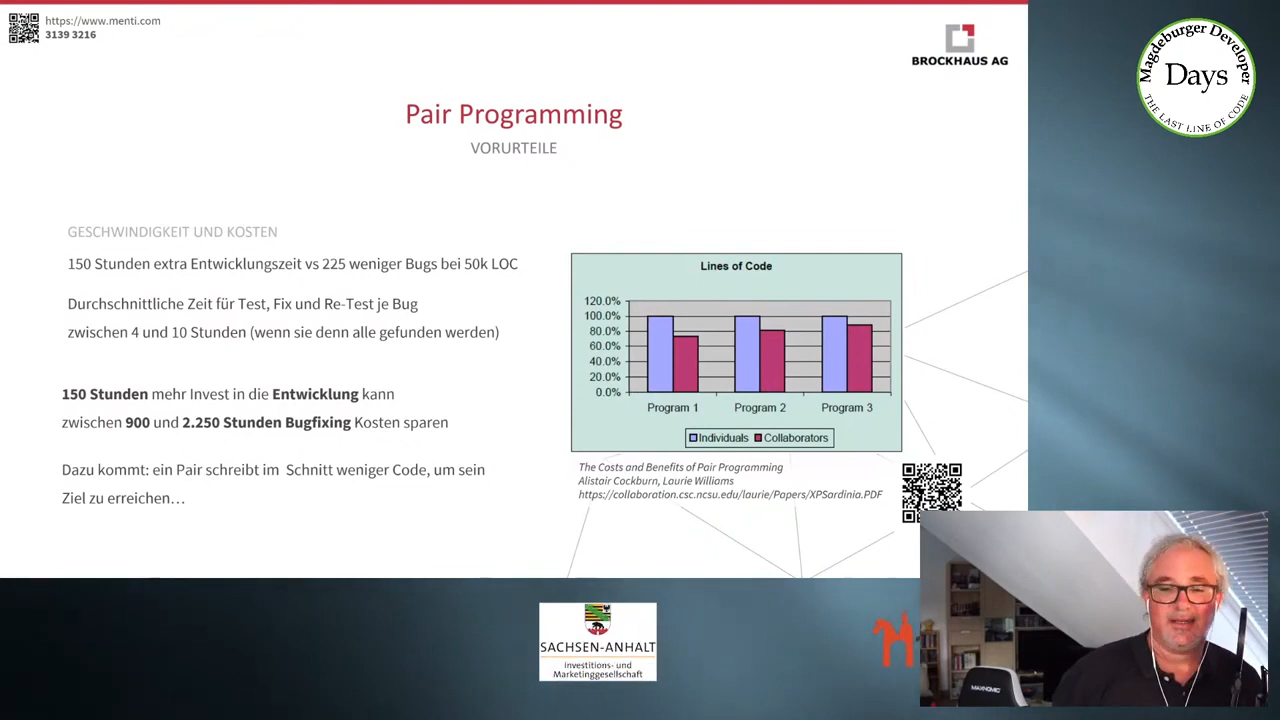 https://www.menti.com
3139 3216
BROCKHAUS AG
Magdeburger Developer
Days
THE LAST LINE OF CODE
Pair Programming
VORURTEILE
GESCHWINDIGKEIT UND KOSTEN
150 Stunden extra Entwicklungszeit vs 225 weniger Bugs bei 50k LOC
Durchschnittliche Zeit für Test, Fix und Re-Test je Bug
zwischen 4 und 10 Stunden (wenn sie denn alle gefunden werden)
150 Stunden mehr Invest in die Entwicklung kann
zwischen 900 und 2.250 Stunden Bugfixing Kosten sparen
Dazu kommt: ein Pair schreibt im Schnitt weniger Code, um sein
Ziel zu erreichen…
Lines of Code
120.0%
100.0%
80.0%
60.0%
40.0%
20.0%
0.0%
Program 1 Program 2 Program 3
Individuals Collaborators
The Costs and Benefits of Pair Programming
Alistair Cockburn, Laurie Williams
https://collaboration.csc.ncsu.edu/laurie/Papers/XPSardinia.PDF
SACHSEN-ANHALT
Investitions- und
Marketinggesellschaft
MAXNOMIC